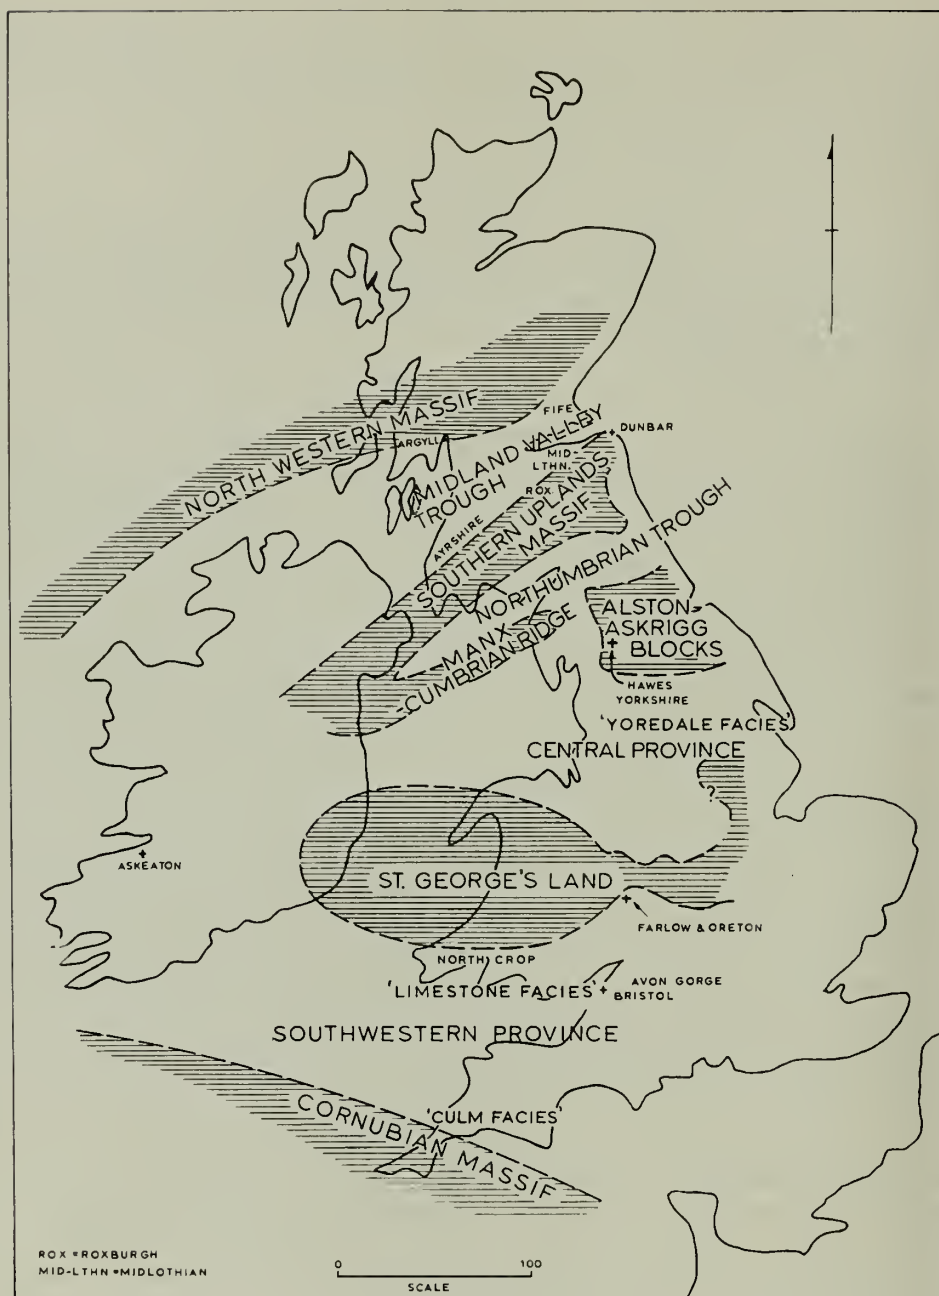 NORTH WESTERN MASSIF
ARGYLL
FIFE
MIDLAND VALLEY
TROUGH
+ DUNBAR
MID
LTHN.
ROX.
AYRSHIRE
SOUTHERN UPLANDS
MASSIF
NORTHUMBRIAN TROUGH
MANX
-CUMBRIAN RIDGE
ALSTON-
ASKRIGG
+ BLOCKS
HAWES
YORKSHIRE
'YOREDALE FACIES'
CENTRAL PROVINCE
?
+
ASKEATON
ST. GEORGE'S LAND
+
FARLOW & ORETON
NORTH CROP
'LIMESTONE FACIES'
+ AVON GORGE
BRISTOL
SOUTHWESTERN PROVINCE
'CULM FACIES'
CORNUBIAN MASSIF
ROX = ROXBURGH
MID-LTHN = MIDLOTHIAN
0 100
SCALE